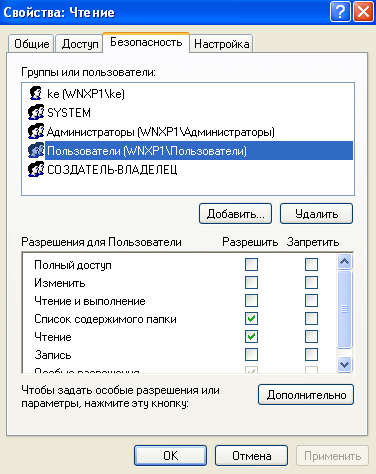 Свойства: Чтение
Общие Доступ Безопасность Настройка
Группы или пользователи:
ke (WNXP1\ke)
SYSTEM
Администраторы (WNXP1\Администраторы)
Пользователи (WNXP1\Пользователи)
СОЗДАТЕЛЬ-ВЛАДЕЛЕЦ
Добавить... Удалить
Разрешения для Пользователи Разрешить Запретить
Полный доступ
Изменить
Чтение и выполнение
Список содержимого папки
Чтение
Запись
Особые разрешения
Чтобы задать особые разрешения или
параметры, нажмите эту кнопку: Дополнительно
OK Отмена Применить